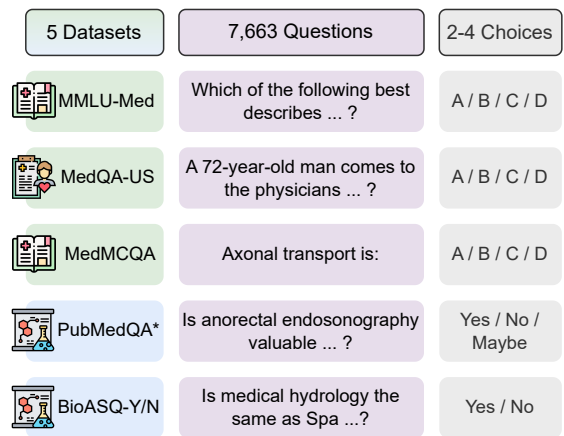 5 Datasets
7,663 Questions
2-4 Choices
MMLU-Med
Which of the following best
describes ... ?
A / B / C / D
MedQA-US
A 72-year-old man comes to
the physicians ... ?
A / B / C / D
MedMCQA
Axonal transport is:
A / B / C / D
PubMedQA*
Is anorectal endosonography
valuable ... ?
Yes / No /
Maybe
BioASQ-Y/N
Is medical hydrology the
same as Spa ...?
Yes / No